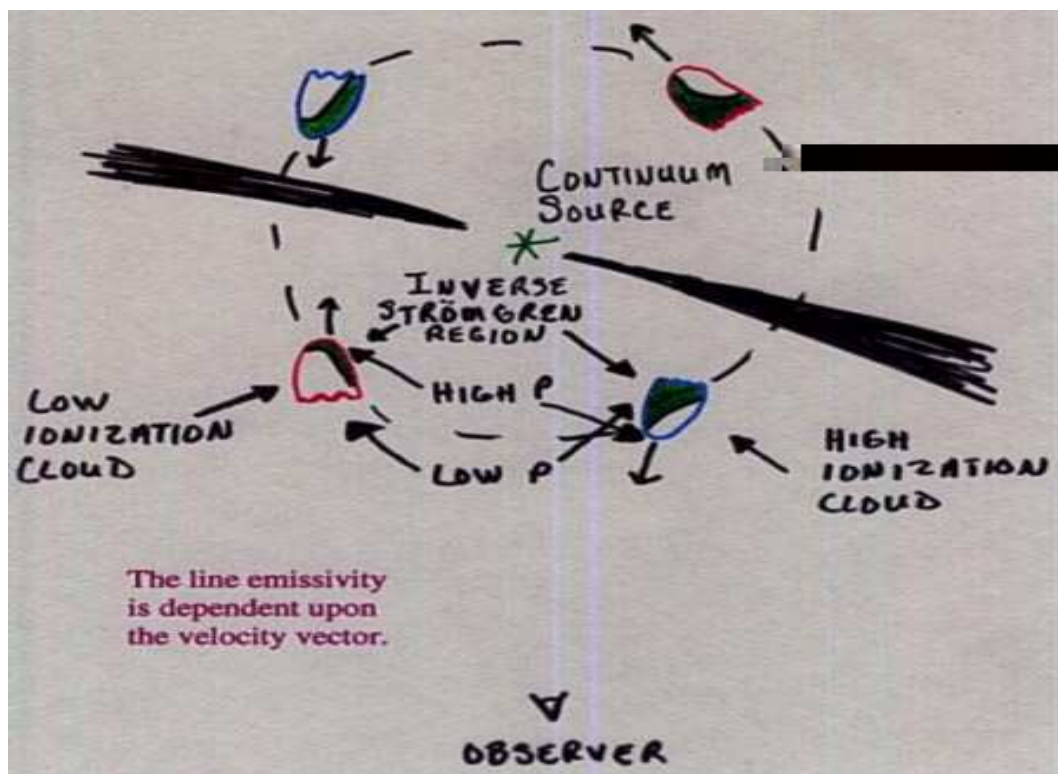 CONTINUUM
SOURCE
INVERSE
STRÖMGREN
REGION
HIGH P
LOW P
LOW
IONIZATION
CLOUD
HIGH
IONIZATION
CLOUD
The line emissivity
is dependent upon
the velocity vector.
OBSERVER